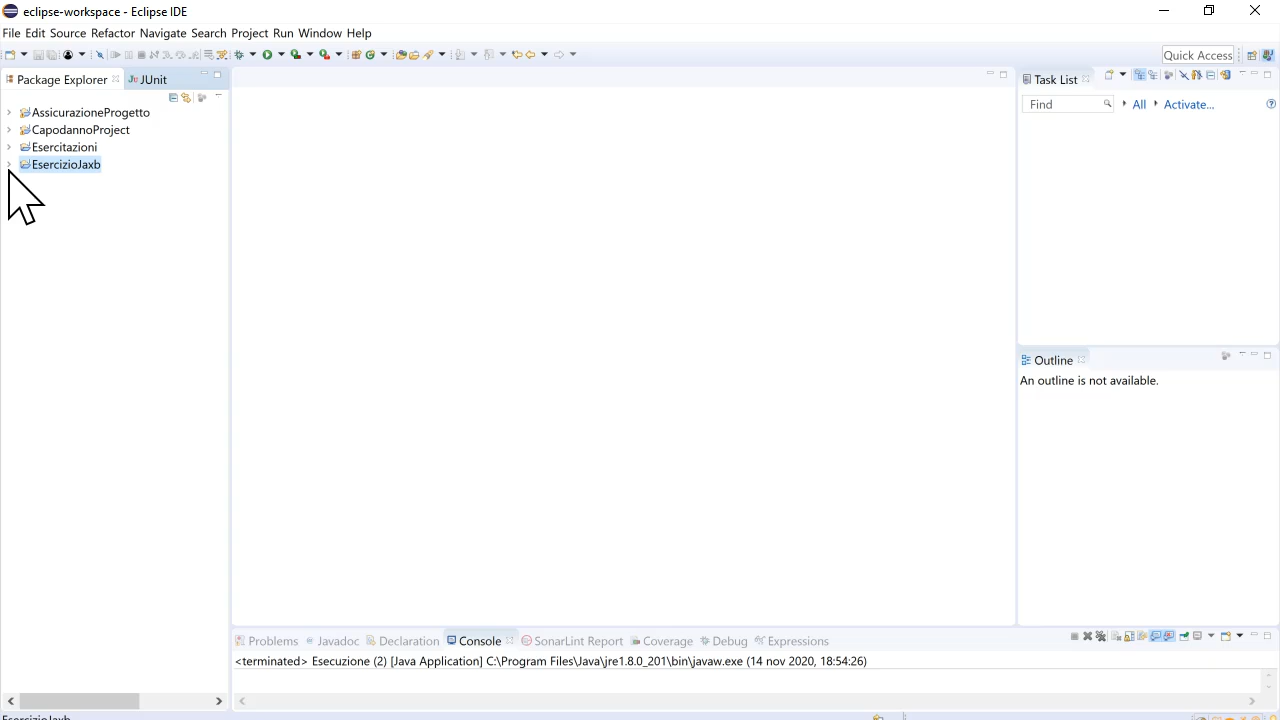 eclipse-workspace - Eclipse IDE
File Edit Source Refactor Navigate Search Project Run Window Help
Quick Access
Package Explorer
JUnit
AssicurazioneProgetto
CapodannoProject
Esercitazioni
EsercizioJaxb
Task List
Find
All
Activate...
Outline
An outline is not available.
Problems Javadoc Declaration Console SonarLint Report Coverage Debug Expressions
<terminated> Esecuzione (2) [Java Application] C:\Program Files\Java\jre1.8.0_201\bin\javaw.exe (14 nov 2020, 18:54:26)
EsercizioJaxb